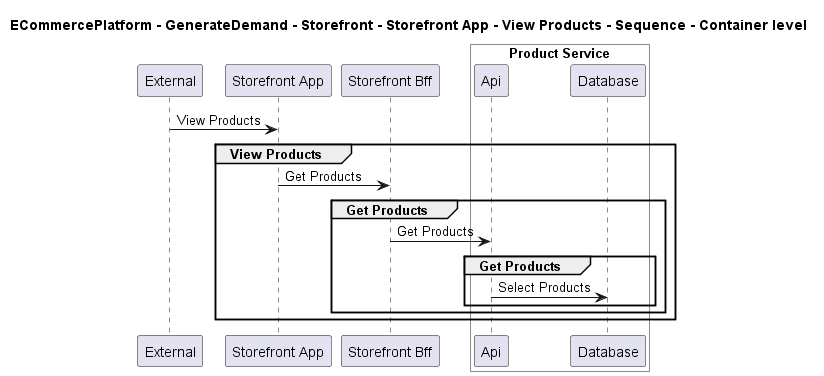 ECommercePlatform - GenerateDemand - Storefront - Storefront App - View Products - Sequence - Container level
Product Service
External
Storefront App
Storefront Bff
Api
Database
View Products
View Products
Get Products
Get Products
Get Products
Get Products
Select Products
External
Storefront App
Storefront Bff
Api
Database